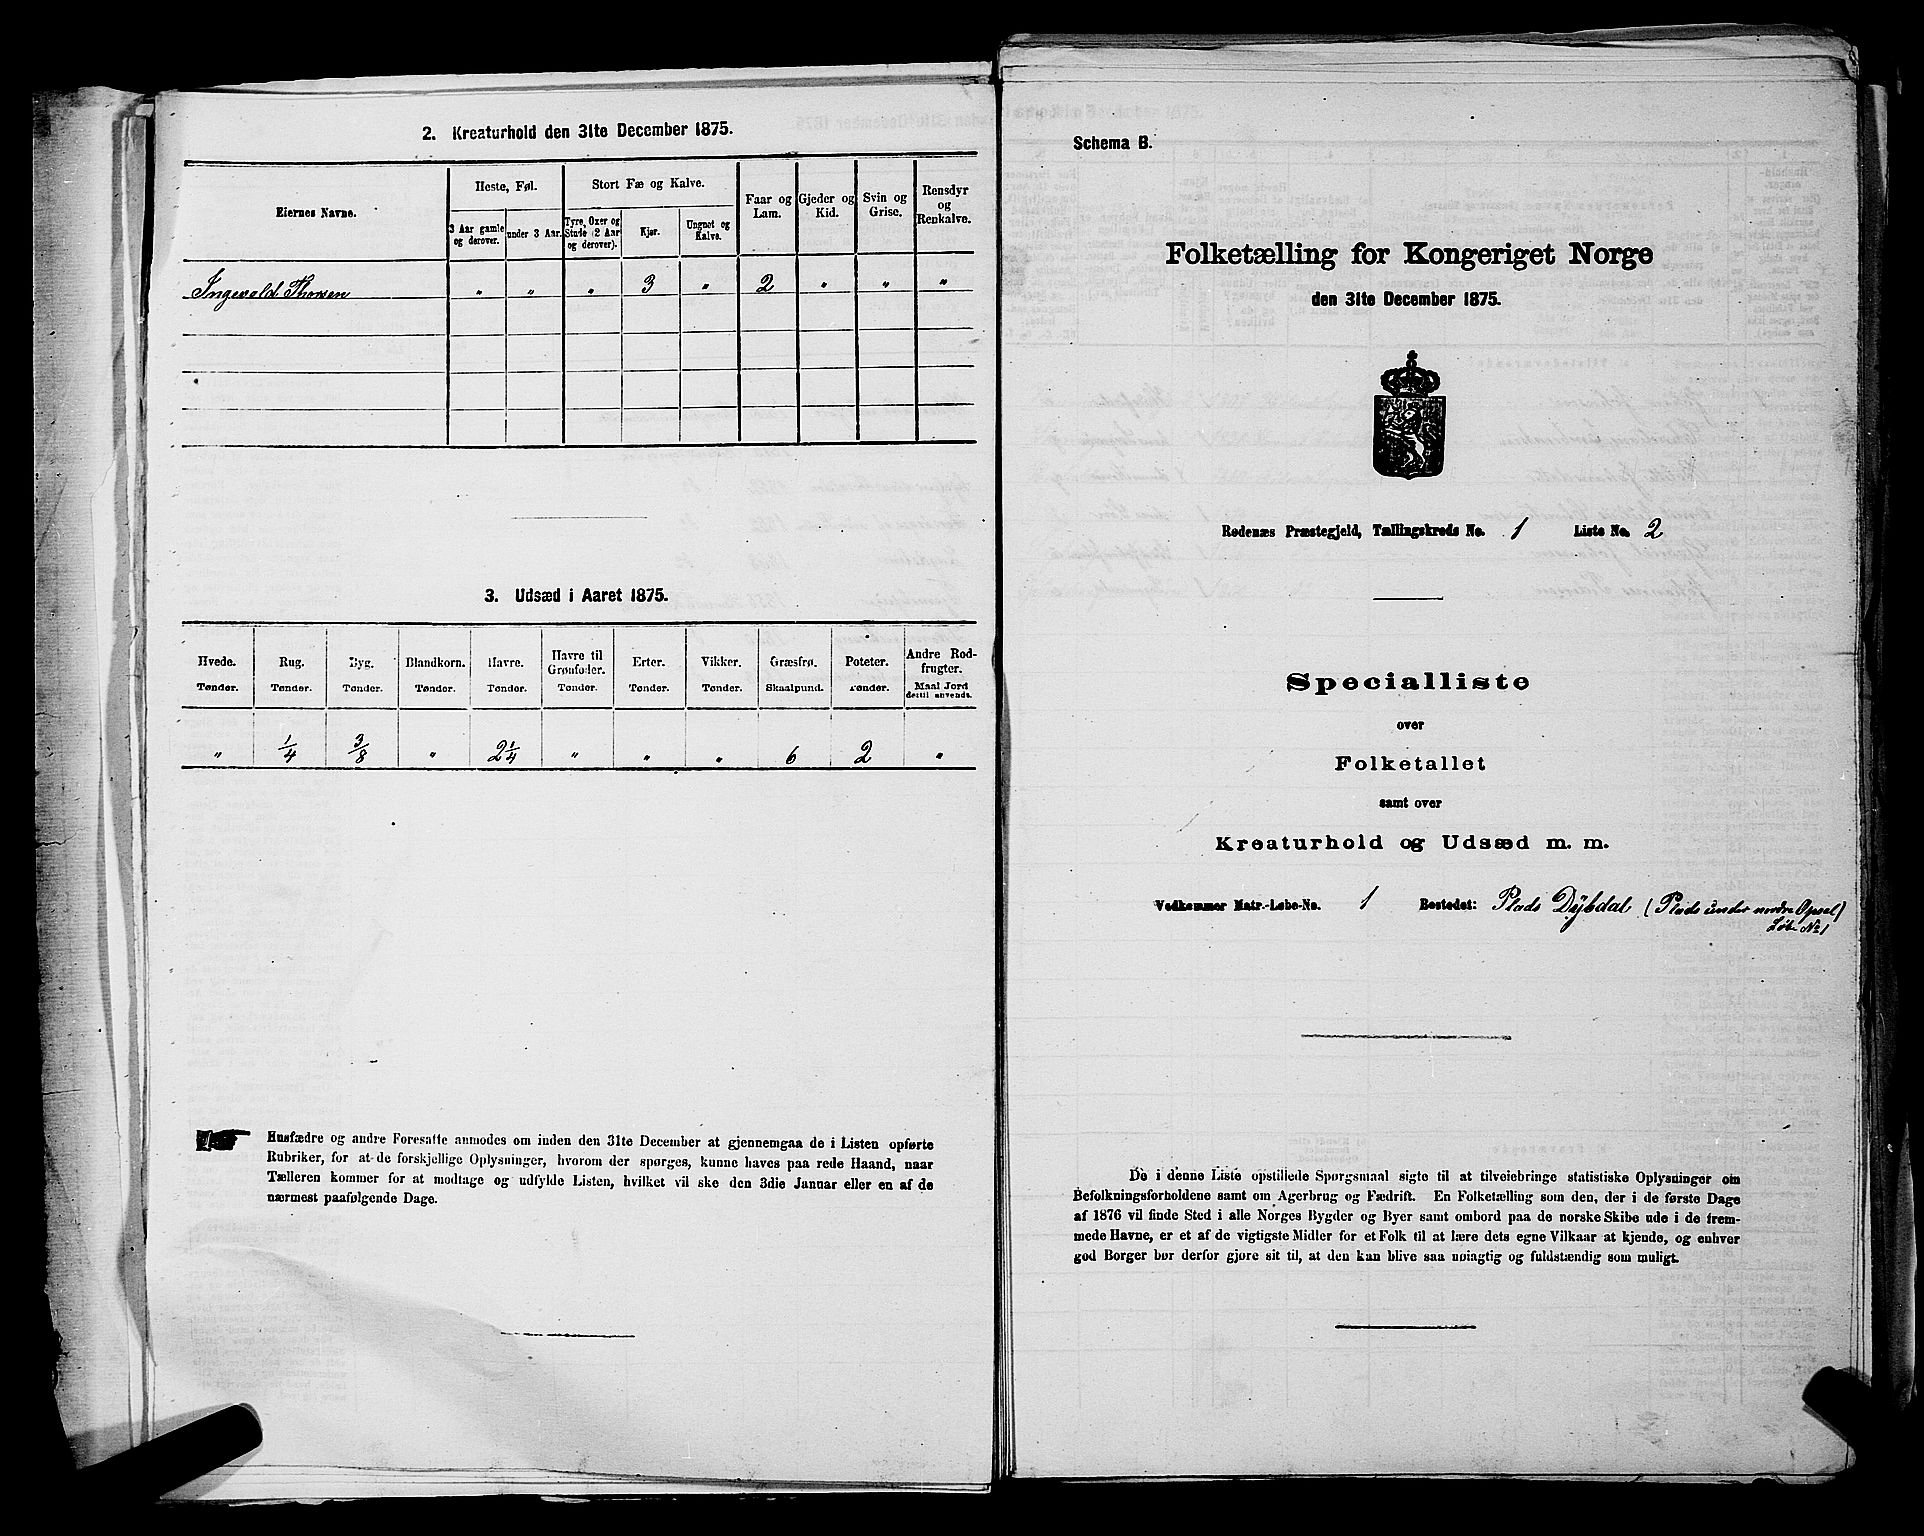 2. Kreaturhold den 31te December 1875.
Eiernes Navne.
Heste, Føl.
3 Aar gamle og derover.
under 3 Aar.
Stort Fæ og Kalve.
Tyre, Oxer og Stude (2 Aar og derover).
Kjør.
Ungnøt og Kalve.
Faar og Lam.
Gjeder og Kid.
Svin og Grise.
Rensdyr og Renkalve.
Ingevald Thorsen " " " 3 " 2 " " "
3. Udsæd i Aaret 1875.
Hvede. Rug. Byg. Blandkorn. Havre. Havre til Grønfoder. Erter. Vikker. Græsfrø. Poteter. Andre Rodfrugter.
Tønder. Tønder. Tønder. Tønder. Tønder. Tønder. Tønder. Tønder. Skaalpund. Tønder. Maal Jord dertil anvendt.
" 1/4 3/8 " 2 1/4 " " " 6 2 "
Husfædre og andre Foresatte anmodes om inden den 31te December at gjennemgaa de i Listen opførte
Rubriker, for at de forskjellige Oplysninger, hvorom der spørges, kunne haves paa rede Haand, naar
Tælleren kommer for at modtage og udfylde Listen, hvilket vil ske den 3die Januar eller en af de
nærmest paafølgende Dage.
Schema B.
Folketælling for Kongeriget Norge
den 31te December 1875.
Rødenæs Præstegjeld, Tællingskreds No. 1 Liste No. 2
Specialliste
over
Folketallet
samt over
Kreaturhold og Udsæd m. m.
Vedkommer Matr.-Løbe-No. 1 Bostedet: Plads Dÿbdal (Plads under nordre Opsal)
Løb. No 1
De i denne Liste opstillede Spørgsmaal sigte til at tilveiebringe statistiske Oplysninger om
Befolkningsforholdene samt om Agerbrug og Fædrift. En Folketælling som den, der i de første Dage
af 1876 vil finde Sted i alle Norges Bygder og Byer samt ombord paa de norske Skibe ude i de frem-
mede Havne, er et af de vigtigste Midler for et Folk til at lære dets egne Vilkaar at kjende, og enhver
god Borger bør derfor gjøre sit til, at den kan blive saa nøiagtig og fuldstændig som muligt.